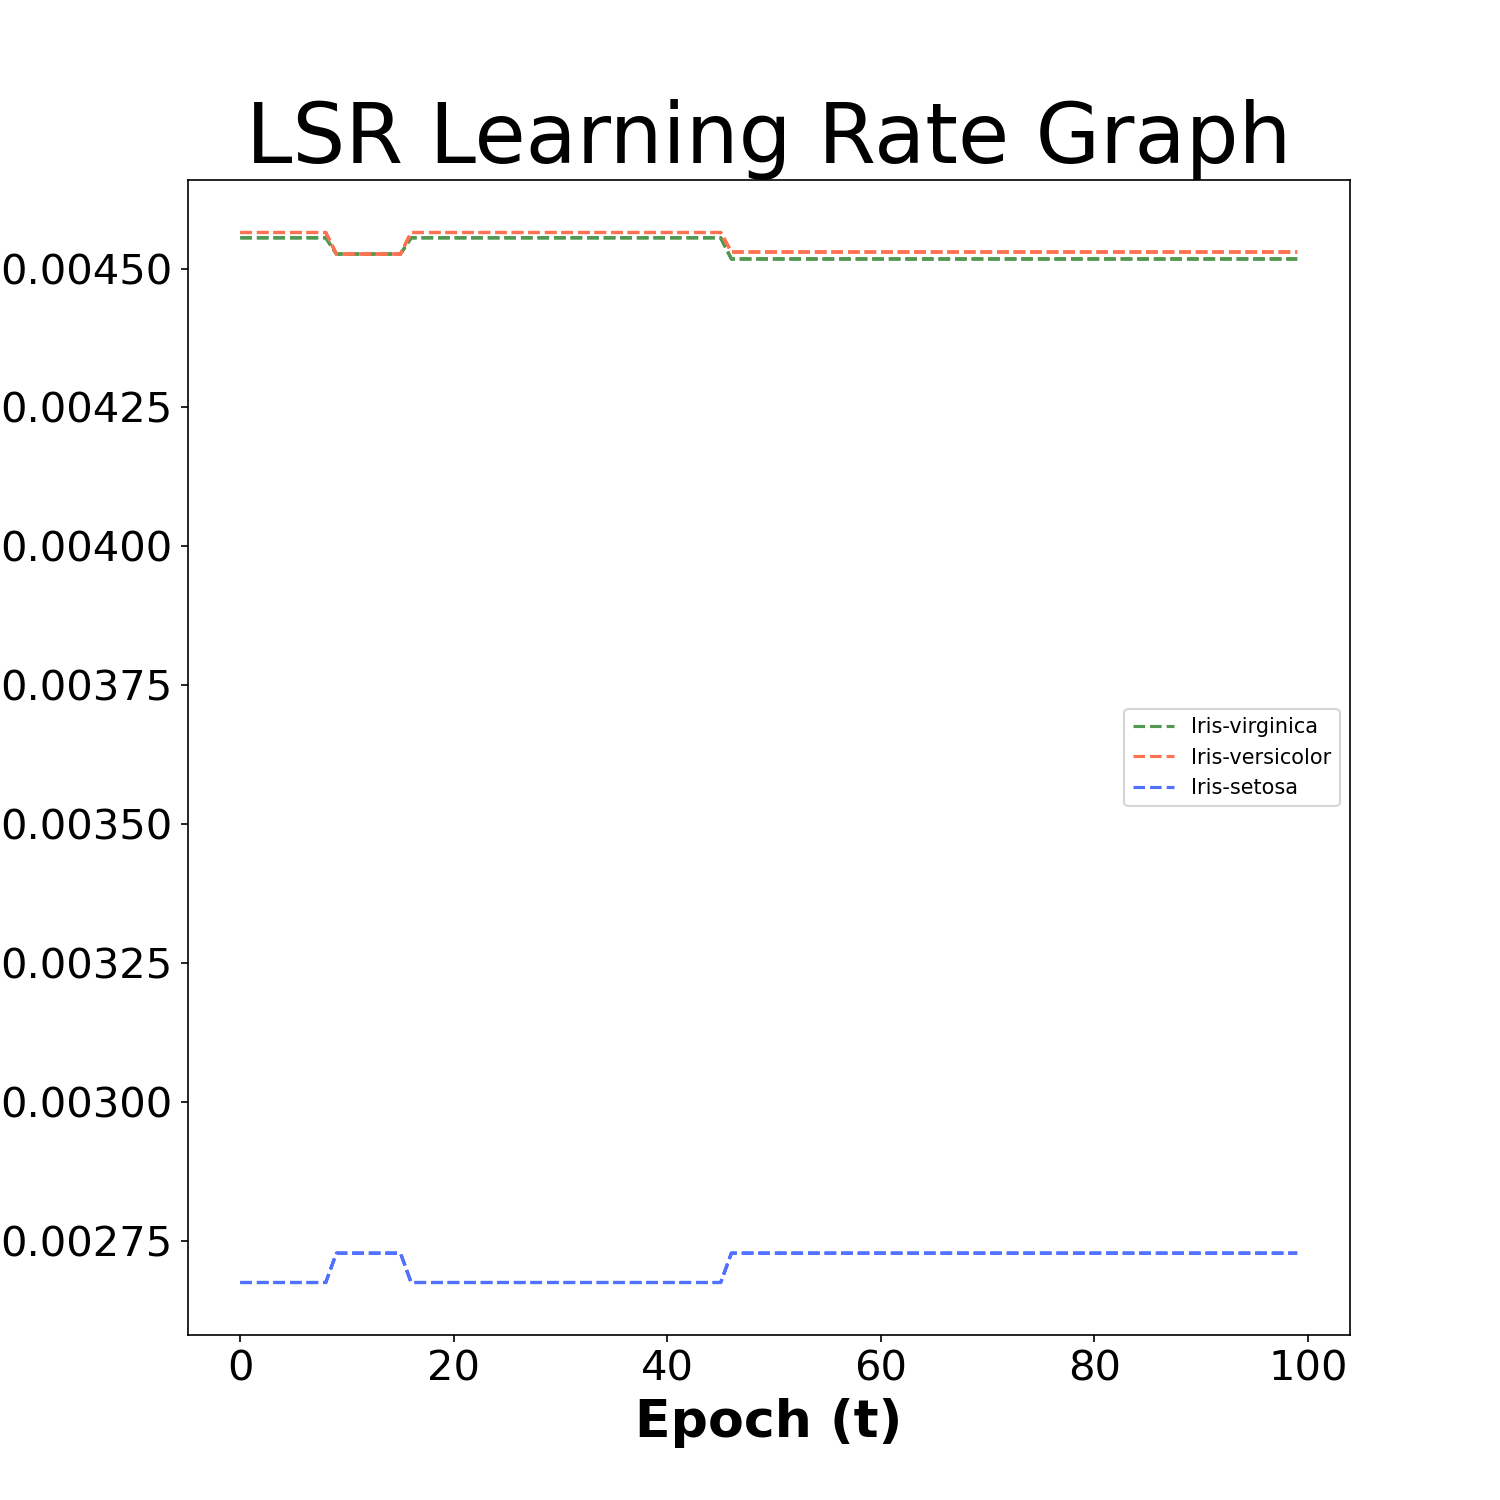 LSR Learning Rate Graph
0.00450
0.00425
0.00400
0.00375
0.00350
0.00325
0.00300
0.00275
Iris-virginica
Iris-versicolor
Iris-setosa
0 20 40 60 80 100
Epoch (t)